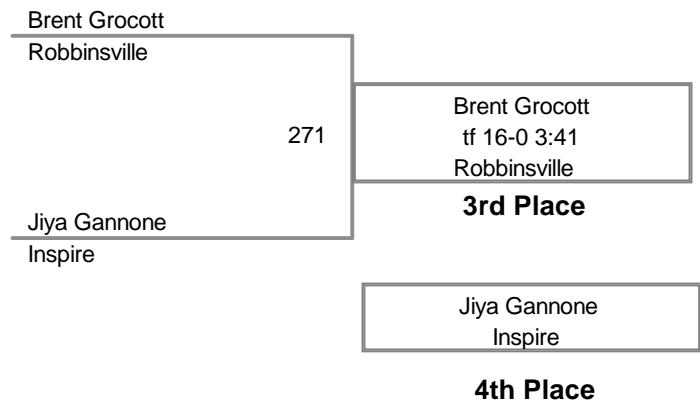 Brent Grocott
Robbinsville
271
Brent Grocott
tf 16-0 3:41
Robbinsville
3rd Place
Jiya Gannone
Inspire
Jiya Gannone
Inspire
4th Place